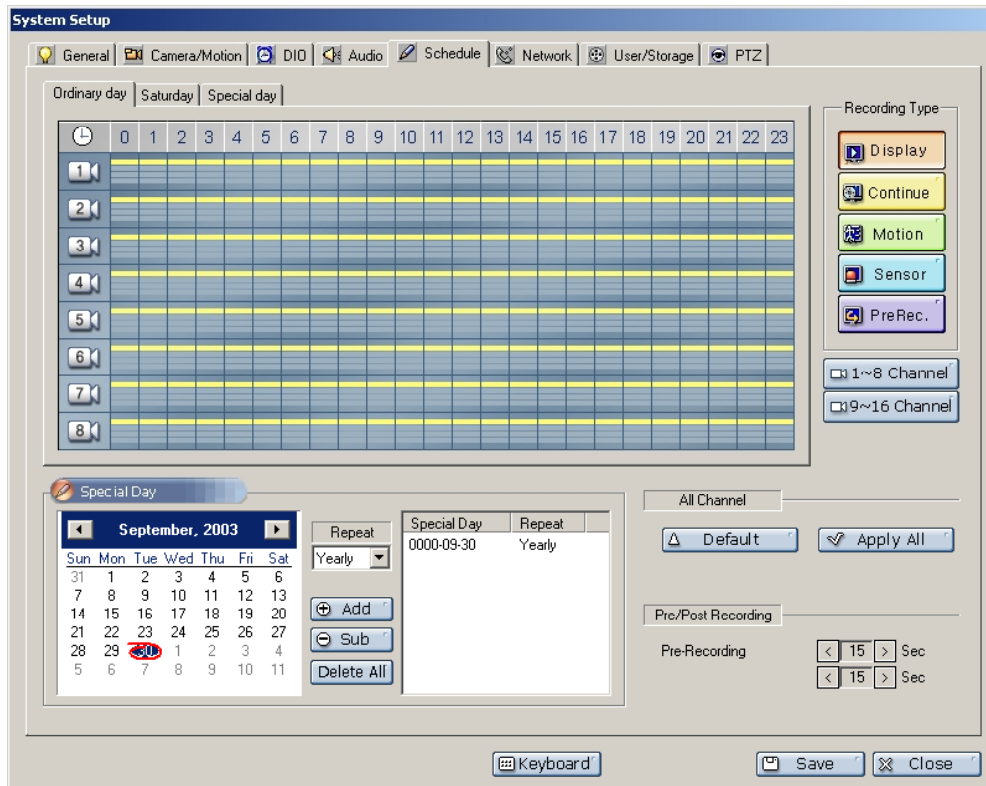 System Setup
General Camera/Motion DIO Audio Schedule Network User/Storage PTZ
Ordinary day Saturday Special day
0 1 2 3 4 5 6 7 8 9 10 11 12 13 14 15 16 17 18 19 20 21 22 23
1
2
3
4
5
6
7
8
Recording Type
Display
Continue
Motion
Sensor
PreRec.
1~8 Channel
9~16 Channel
Special Day
September, 2003
Sun Mon Tue Wed Thu Fri Sat
31 1 2 3 4 5 6
7 8 9 10 11 12 13
14 15 16 17 18 19 20
21 22 23 24 25 26 27
28 29 30 1 2 3 4
5 6 7 8 9 10 11
Repeat
Yearly
Add
Sub
Delete All
Special Day Repeat
0000-09-30 Yearly
All Channel
Default Apply All
Pre/Post Recording
Pre-Recording < 15 > Sec
< 15 > Sec
Keyboard Save Close